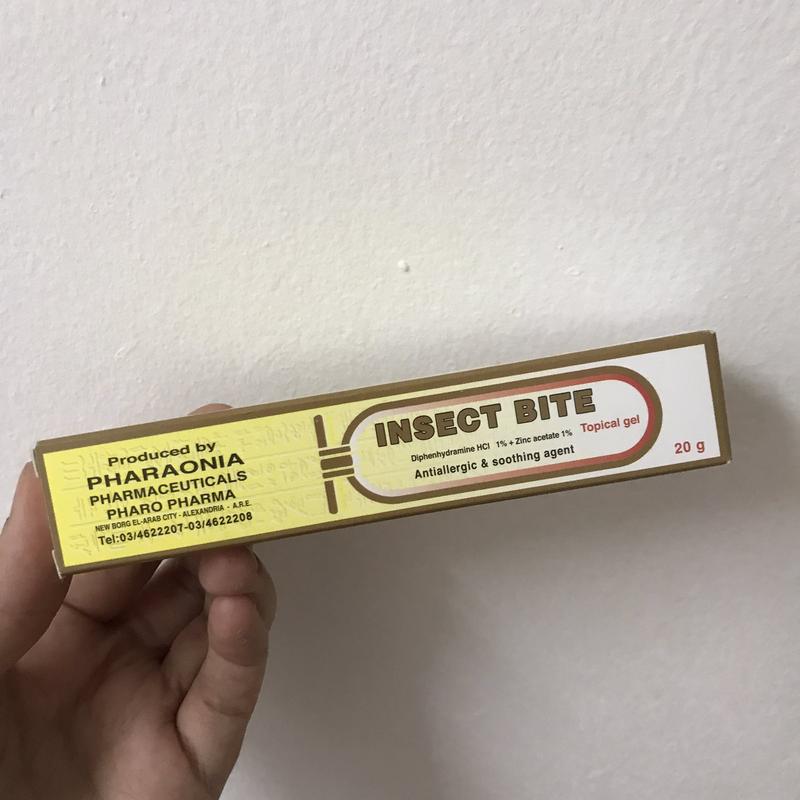 Produced by
PHARAONIA
PHARMACEUTICALS
PHARO PHARMA
NEW BORG EL-ARAB CITY - ALEXANDRIA - A.R.E.
Tel:03/4622207-03/4622208
INSECT BITE
Topical gel
Diphenhydramine HCl 1% + Zinc acetate 1%
Antiallergic & soothing agent
20 g